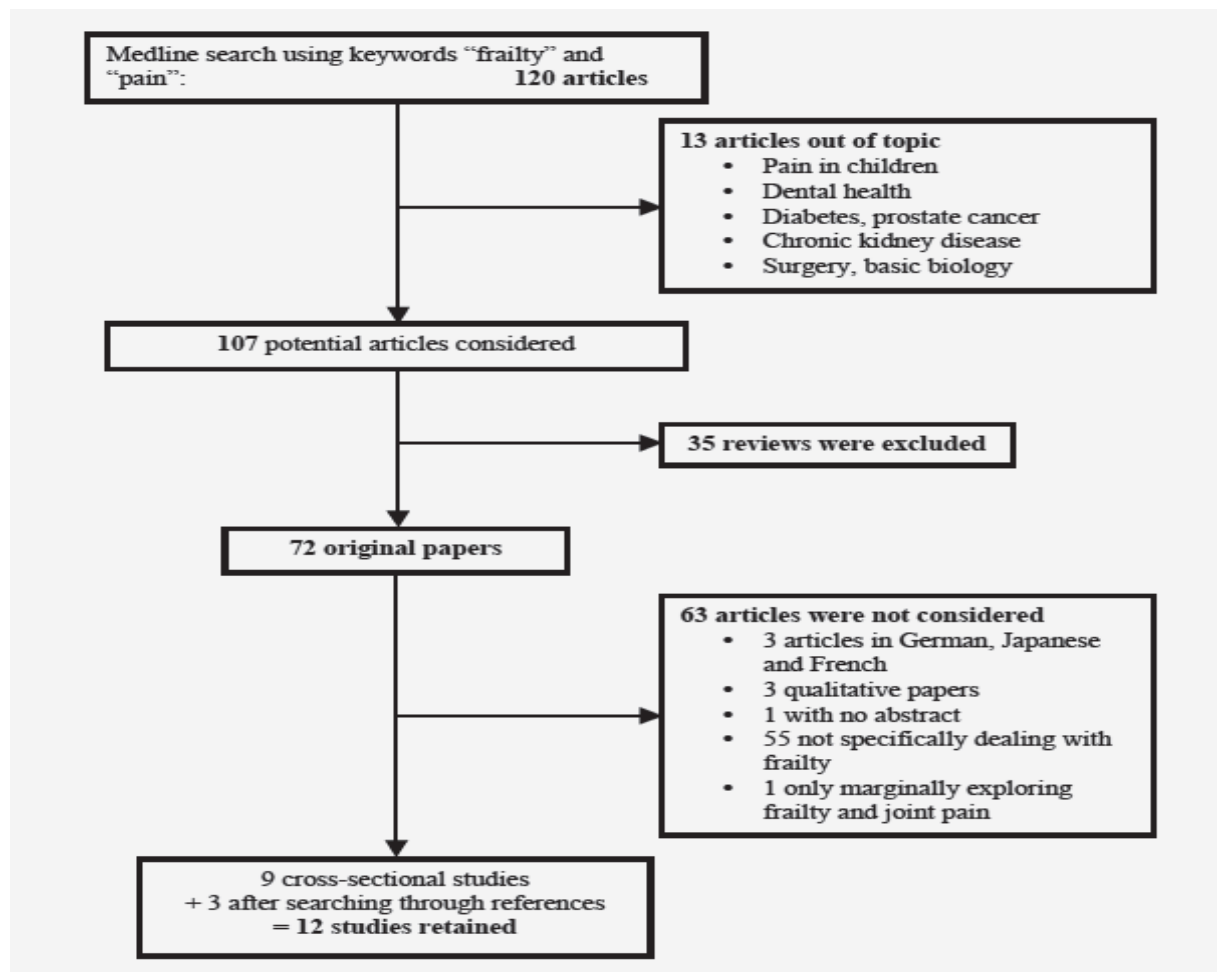 Medline search using keywords “frailty” and
“pain”: 120 articles
13 articles out of topic
• Pain in children
• Dental health
• Diabetes, prostate cancer
• Chronic kidney disease
• Surgery, basic biology
107 potential articles considered
35 reviews were excluded
72 original papers
63 articles were not considered
• 3 articles in German, Japanese
and French
• 3 qualitative papers
• 1 with no abstract
• 55 not specifically dealing with
frailty
• 1 only marginally exploring
frailty and joint pain
9 cross-sectional studies
+ 3 after searching through references
= 12 studies retained